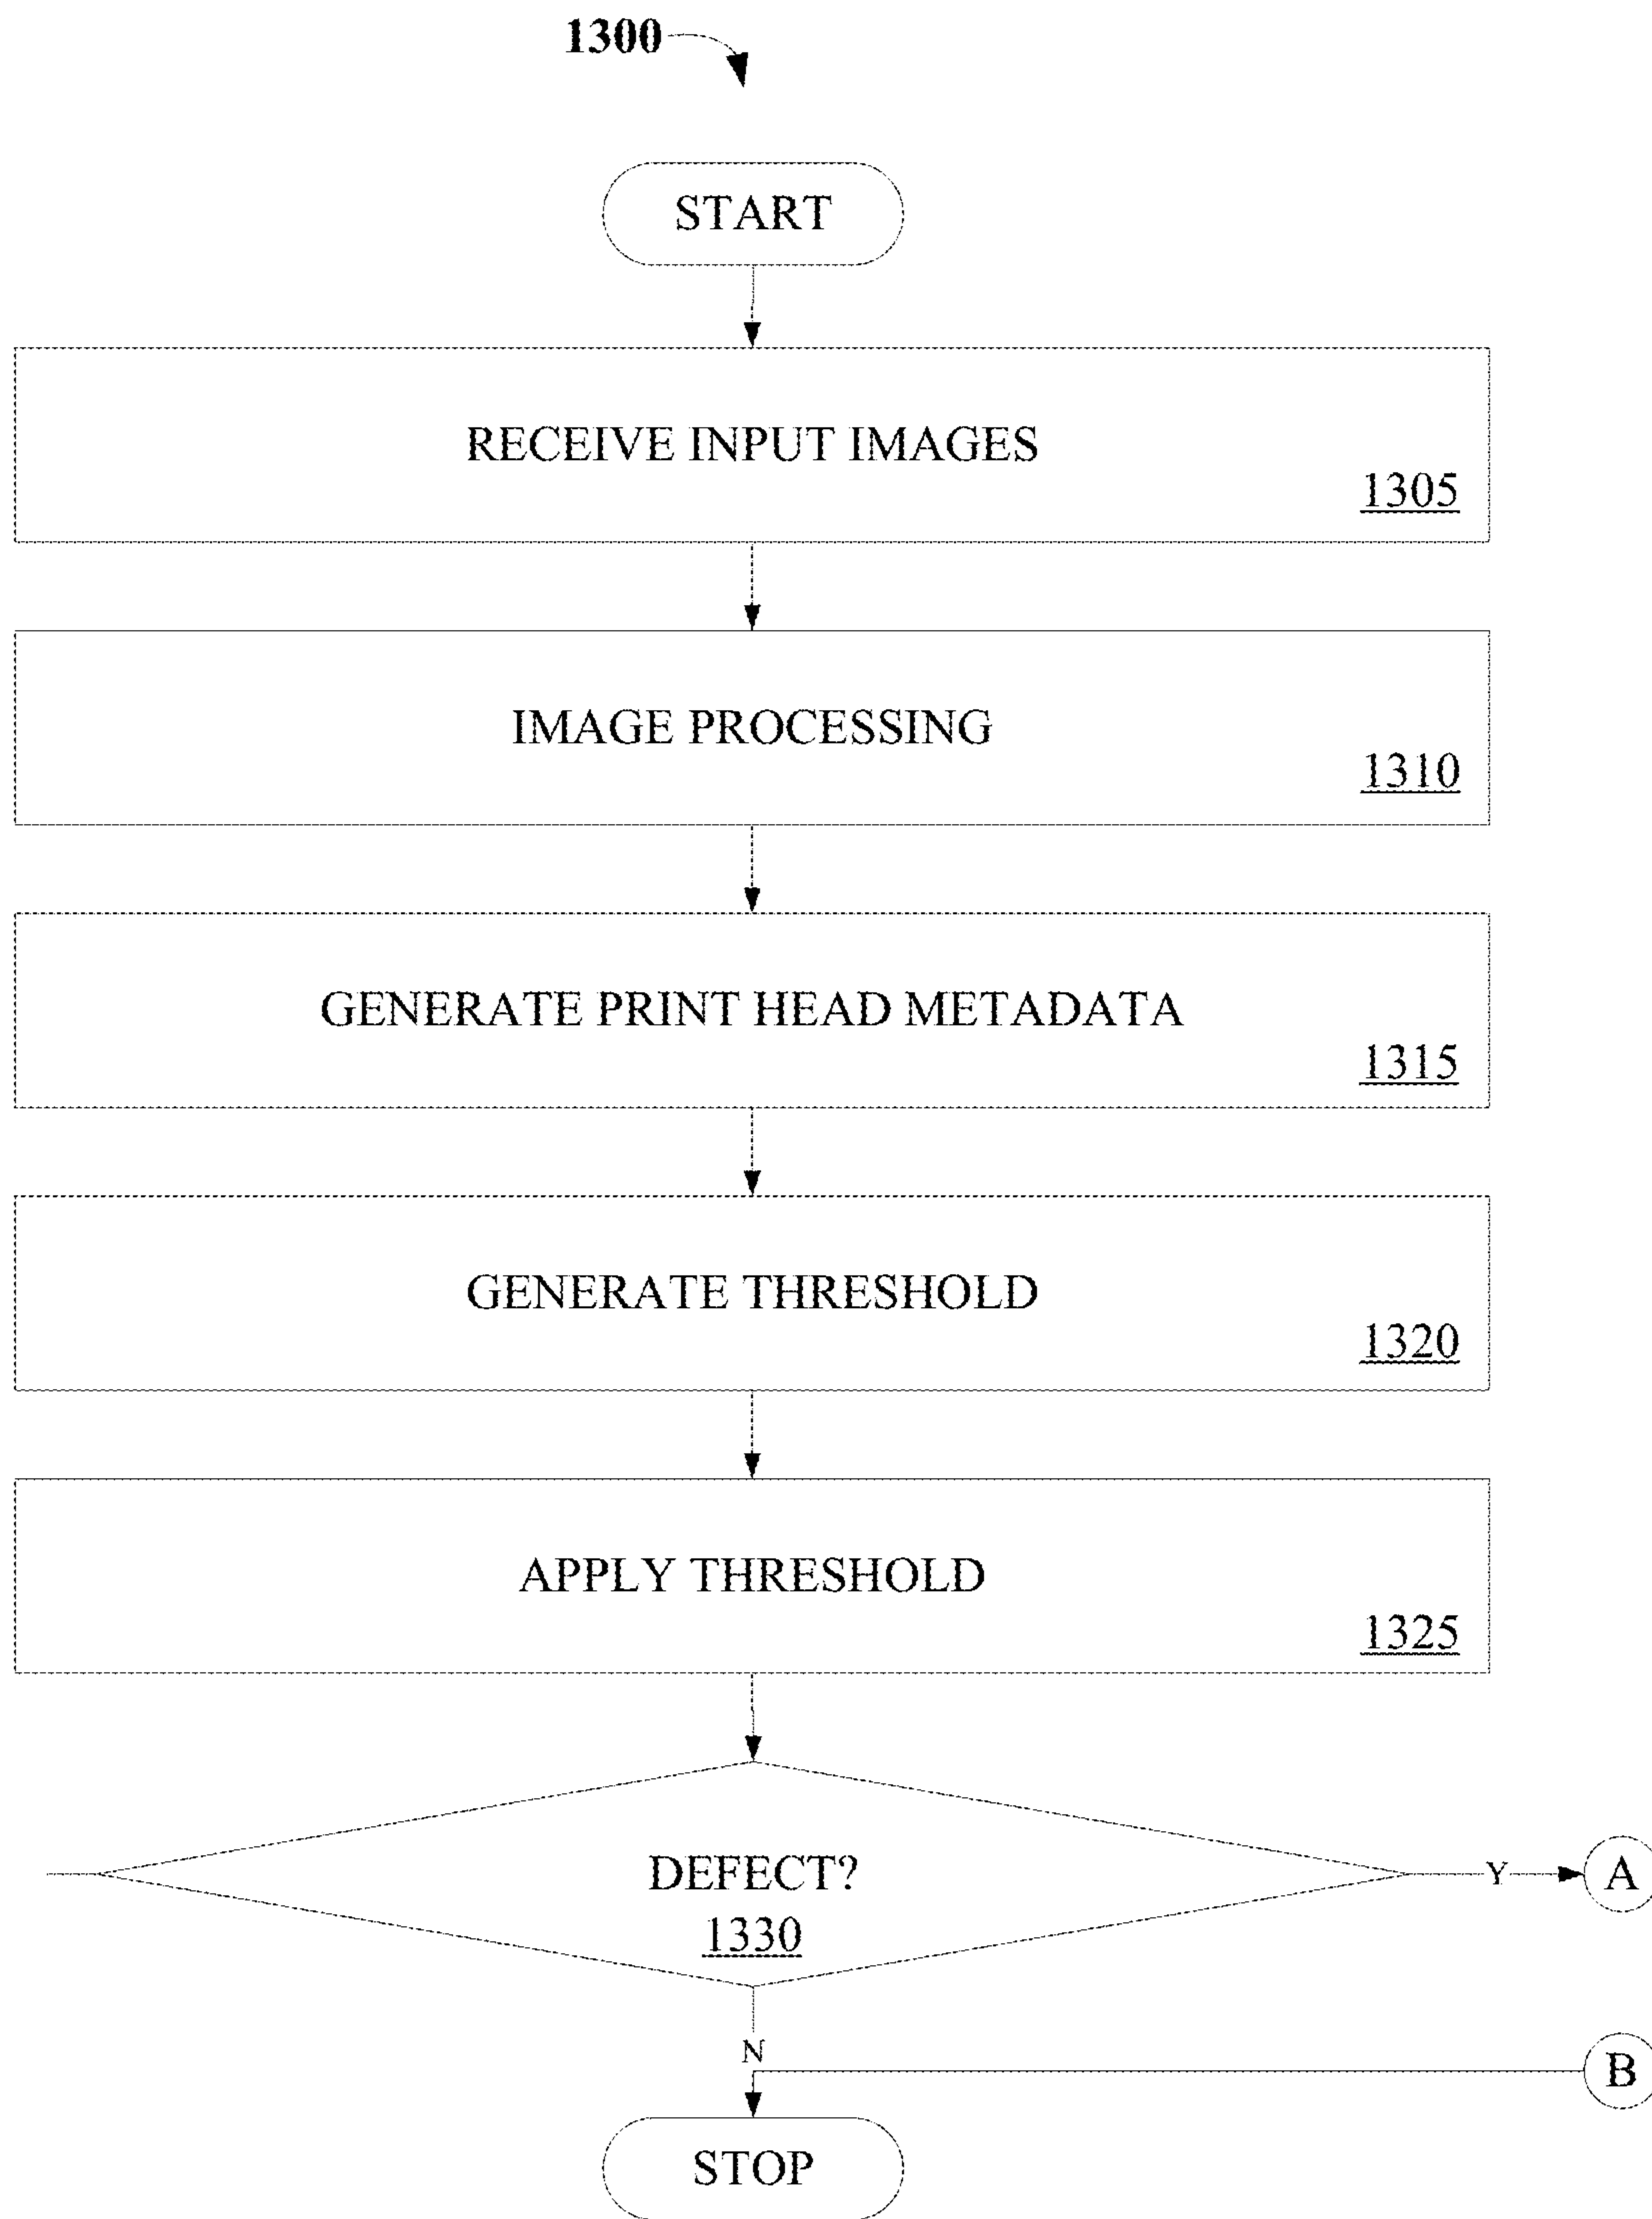 1300
START
RECEIVE INPUT IMAGES
1305
IMAGE PROCESSING
1310
GENERATE PRINT HEAD METADATA
1315
GENERATE THRESHOLD
1320
APPLY THRESHOLD
1325
DEFECT?
1330
Y
A
N
B
STOP